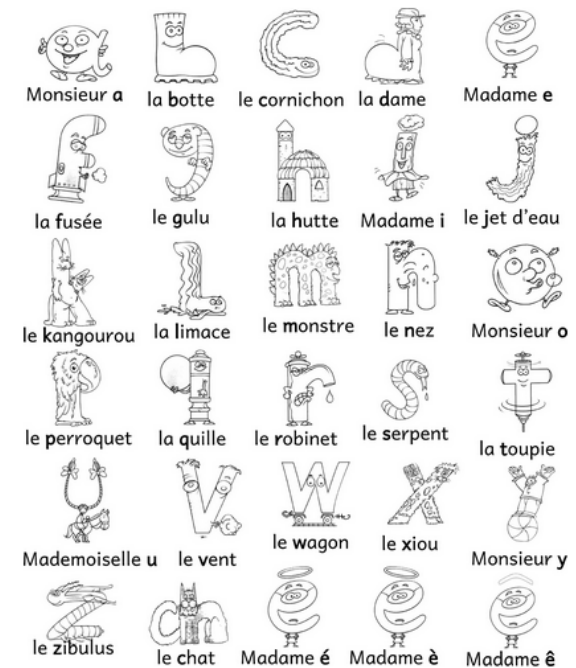 Monsieur a
la botte
le cornichon
la dame
Madame e
la fusée
le gulu
la hutte
Madame i
le jet d'eau
le kangourou
la limace
le monstre
le nez
Monsieur o
le perroquet
la quille
le robinet
le serpent
la toupie
Mademoiselle u
le vent
le wagon
le xiou
Monsieur y
le zibulus
le chat
Madame é
Madame è
Madame ê